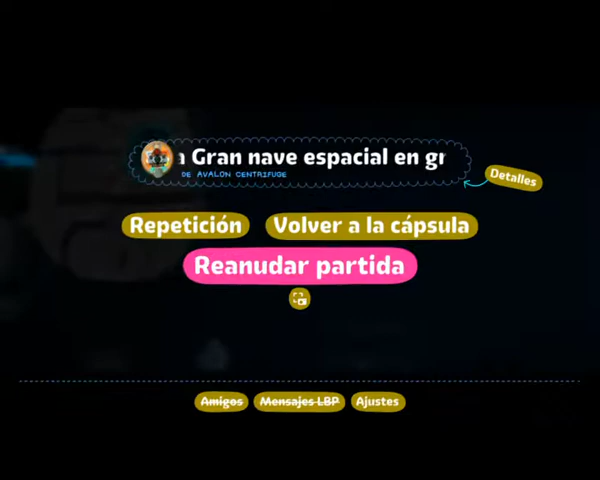 Gran nave espacial en gr
DE AVALON CENTRIFUGE
Detalles
Repetición Volver a la cápsula
Reanudar partida
Amigos Mensajes LBP Ajustes